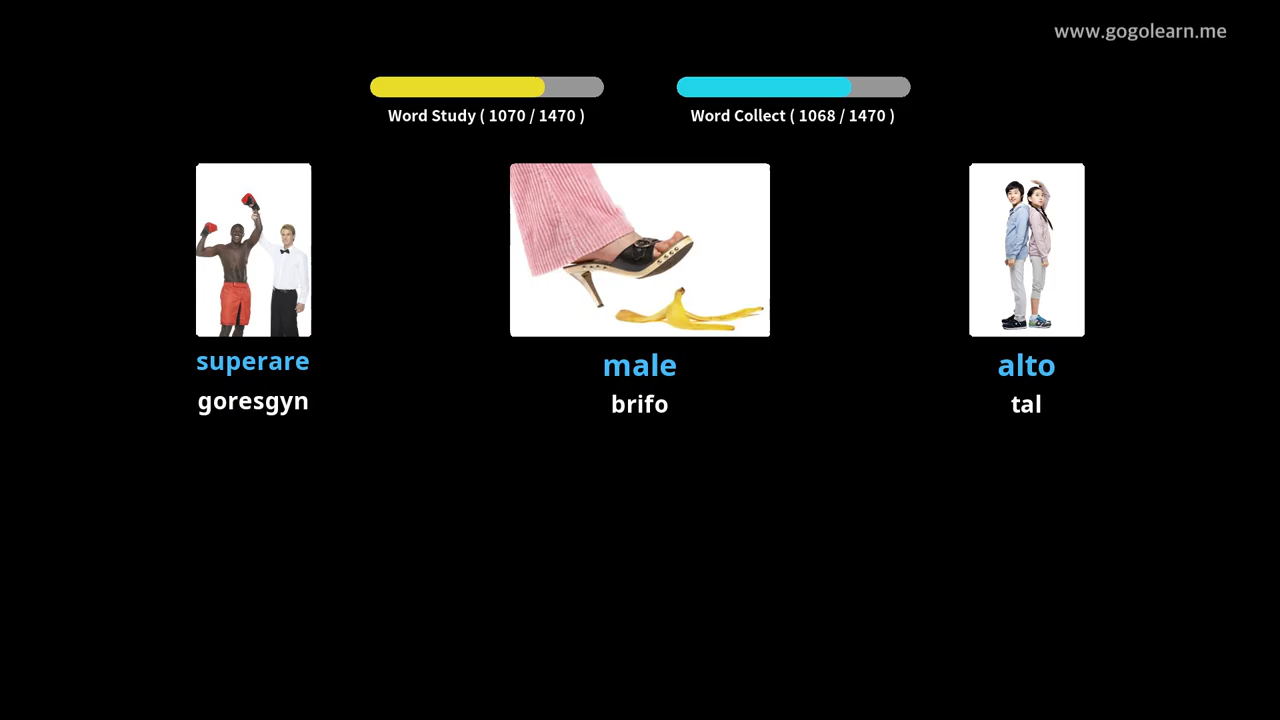 www.gogolearn.me
Word Study ( 1070 / 1470 )
Word Collect ( 1068 / 1470 )
superare
male
alto
goresgyn
brifo
tal